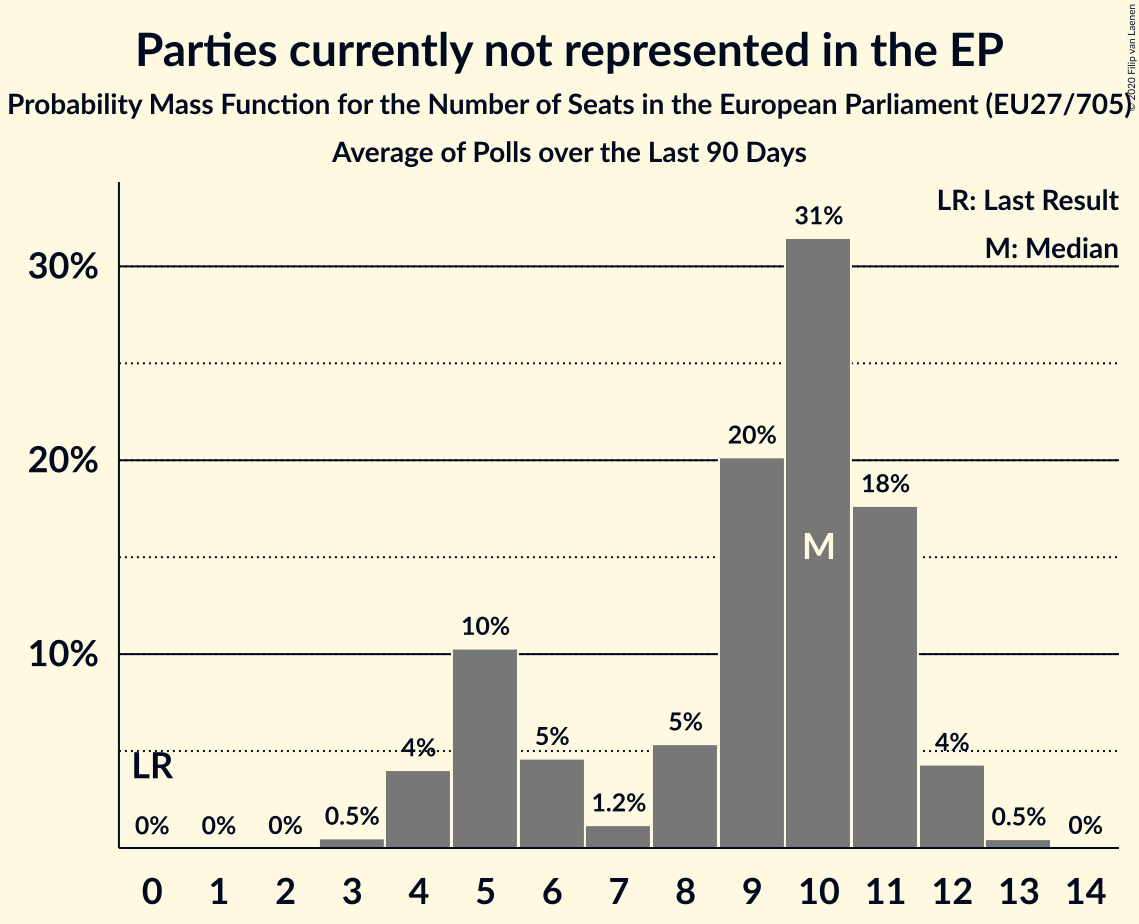 Parties currently not represented in the EP
Probability Mass Function for the Number of Seats in the European Parliament (EU27/705)
Average of Polls over the Last 90 Days
© 2020 Filip van Laenen
LR: Last Result
M: Median
30%
20%
10%
LR
0%
0%
0%
0.5%
4%
10%
5%
1.2%
5%
20%
31%
18%
4%
0.5%
0%
M
0 1 2 3 4 5 6 7 8 9 10 11 12 13 14